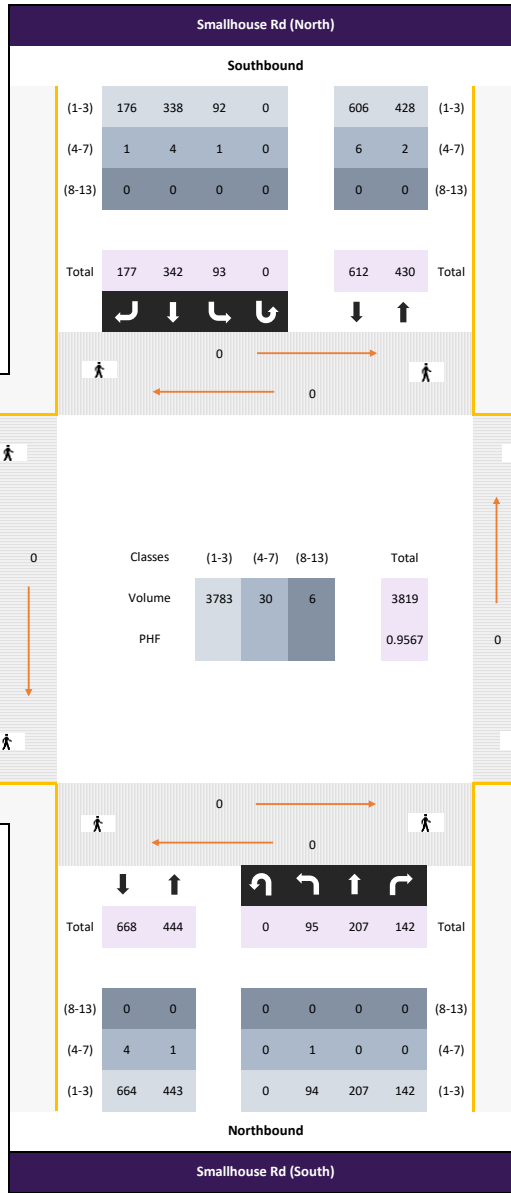 Smallhouse Rd (North)
Southbound
(1-3) 176 338 92 0 606 428 (1-3)
(4-7) 1 4 1 0 6 2 (4-7)
(8-13) 0 0 0 0 0 0 (8-13)
Total 177 342 93 0 612 430 Total
0
0
0
Classes (1-3) (4-7) (8-13) Total
Volume 3783 30 6 3819
PHF 0.9567
0
0
0
Total 668 444 0 95 207 142 Total
(8-13) 0 0 0 0 0 0 (8-13)
(4-7) 4 1 0 1 0 0 (4-7)
(1-3) 664 443 0 94 207 142 (1-3)
Northbound
Smallhouse Rd (South)